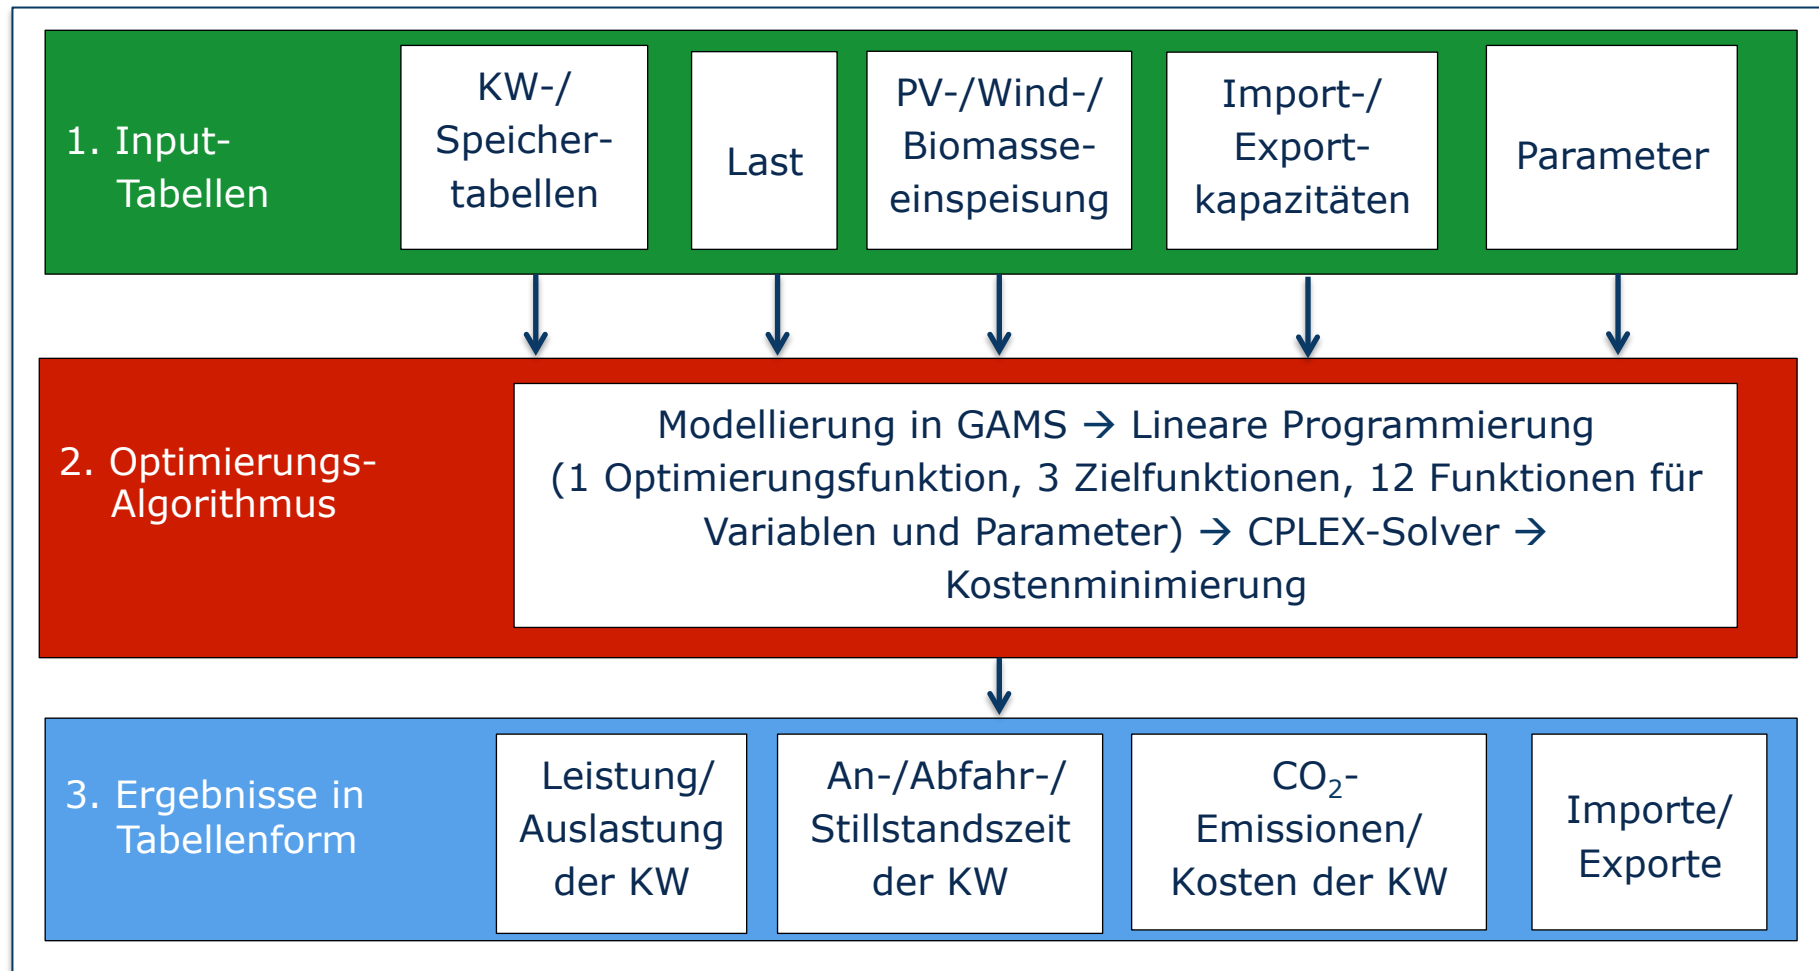 1. Input-
Tabellen
KW-/
Speicher-
tabellen
Last
PV-/Wind-/
Biomasse-
einspeisung
Import-/
Export-
kapazitäten
Parameter
2. Optimierungs-
Algorithmus
Modellierung in GAMS → Lineare Programmierung
(1 Optimierungsfunktion, 3 Zielfunktionen, 12 Funktionen für
Variablen und Parameter) → CPLEX-Solver →
Kostenminimierung
3. Ergebnisse in
Tabellenform
Leistung/
Auslastung
der KW
An-/Abfahr-/
Stillstandszeit
der KW
CO₂-
Emissionen/
Kosten der KW
Importe/
Exporte